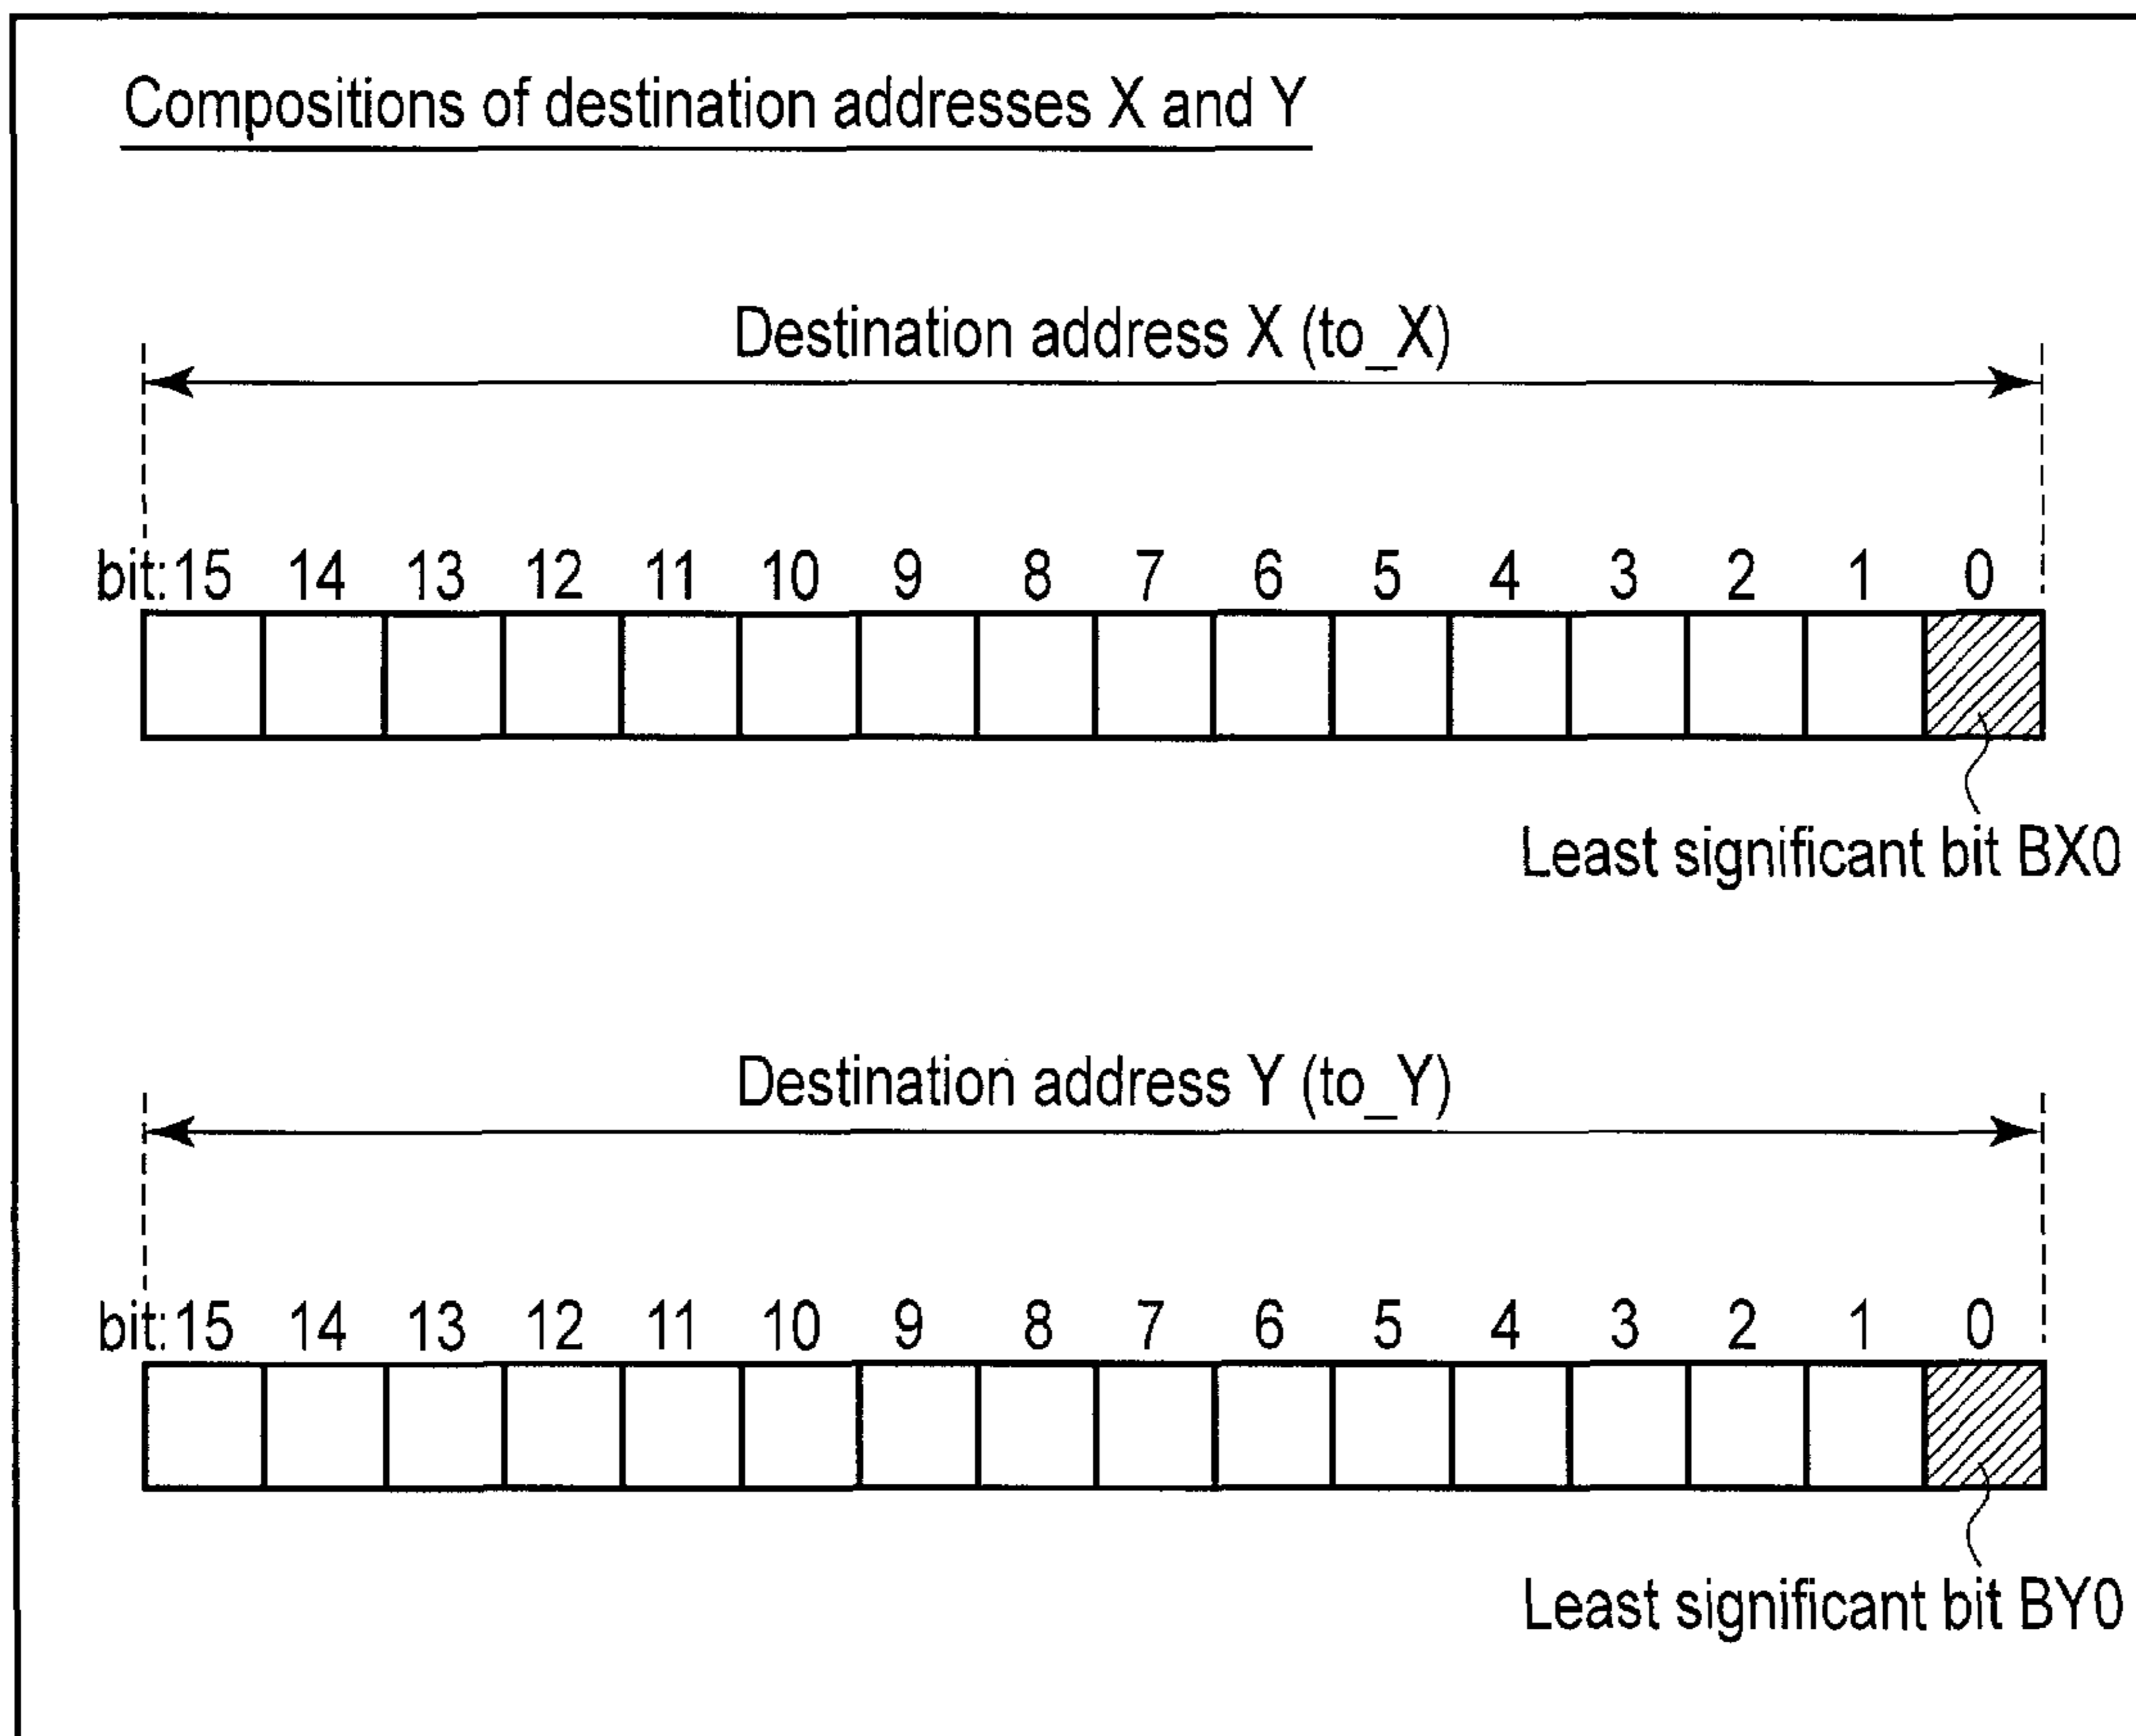 Compositions of destination addresses X and Y
Destination address X (to_X)
bit:15 14 13 12 11 10 9 8 7 6 5 4 3 2 1 0
Least significant bit BX0
Destination address Y (to_Y)
bit:15 14 13 12 11 10 9 8 7 6 5 4 3 2 1 0
Least significant bit BY0